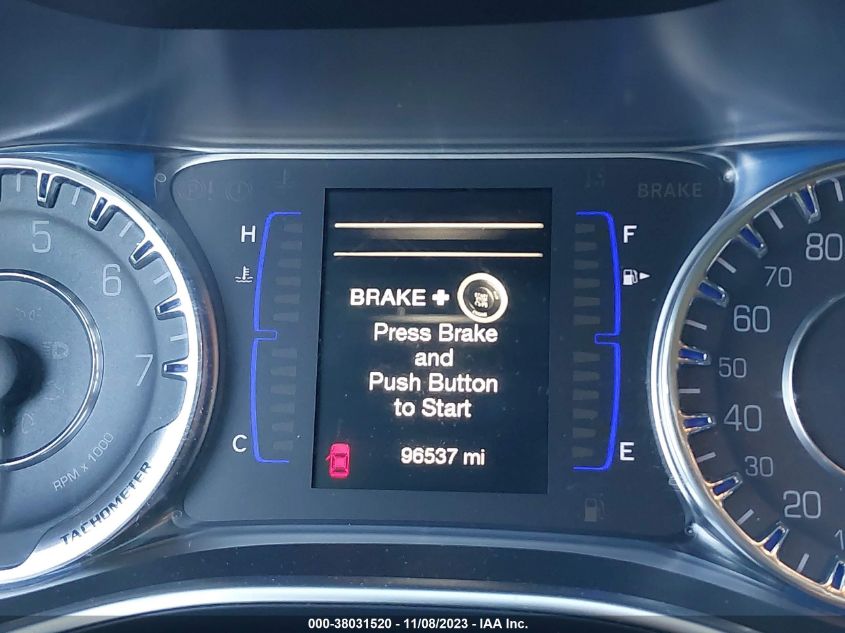 BRAKE
H
F
5
6
7
RPM x 1000
TACHOMETER
80
70
60
50
40
30
20
BRAKE +
Press Brake
and
Push Button
to Start
C
E
96537 mi
000-38031520 - 11/08/2023 - IAA Inc.